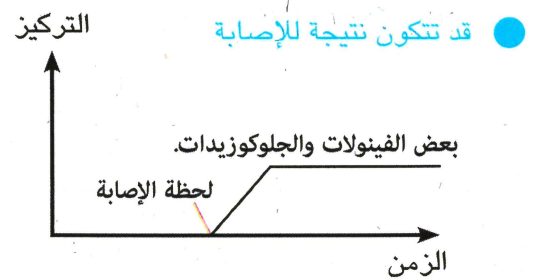 قد تتكون نتيجة للإصابة
التركيز
بعض الفينولات والجلوكوزيدات.
لحظة الإصابة
الزمن